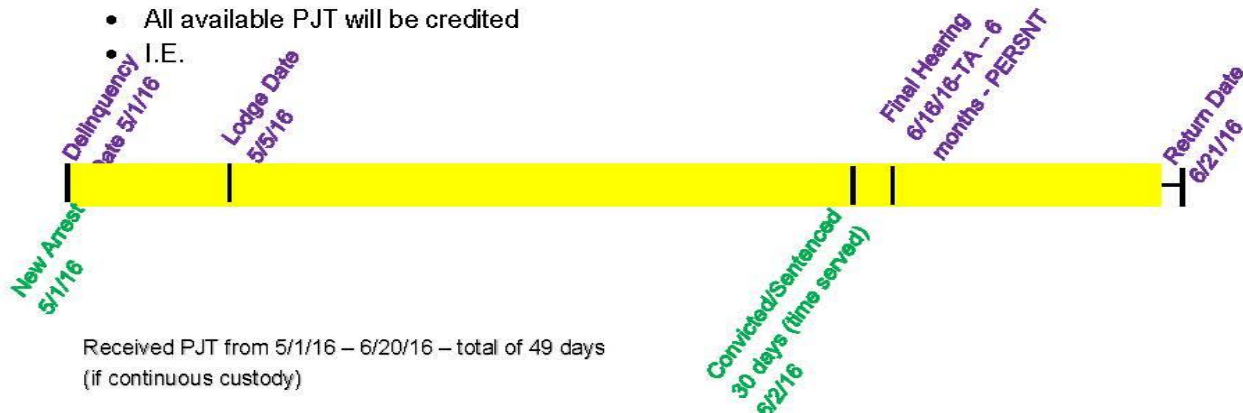 • All available PJT will be credited
• I.E.
Delinquency
Date 5/1/16
Lodge Date
5/5/16
Final Hearing
6/16/16-TA – 6
months - PERSNT
Return Date
6/21/16
New Arrest
5/1/16
Convicted/Sentenced
30 days (time served)
6/2/16
Received PJT from 5/1/16 – 6/20/16 – total of 49 days
(if continuous custody)